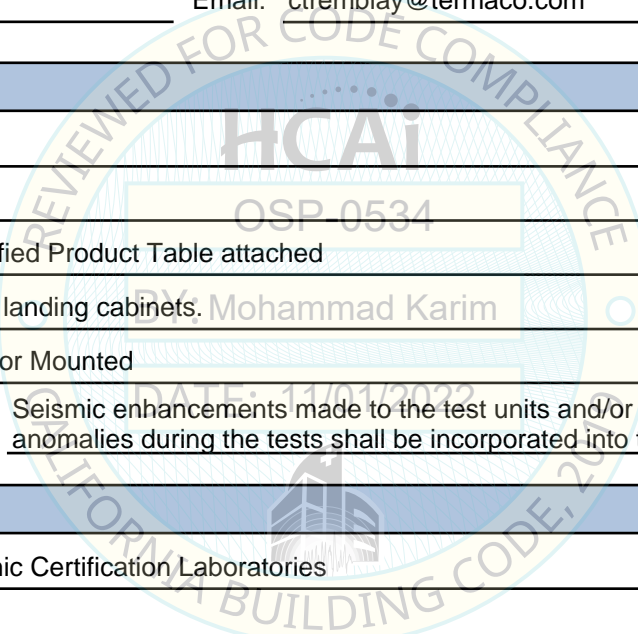 Email: ctremblay@termaco.com
REVIEWED FOR CODE COMPLIANCE
HCAi
OSP-0534
fied Product Table attached
landing cabinets.
BY: Mohammad Karim
or Mounted
DATE: 11/01/2022
Seismic enhancements made to the test units and/or
anomalies during the tests shall be incorporated into
nic Certification Laboratories
CALIFORNIA BUILDING CODE, 2019